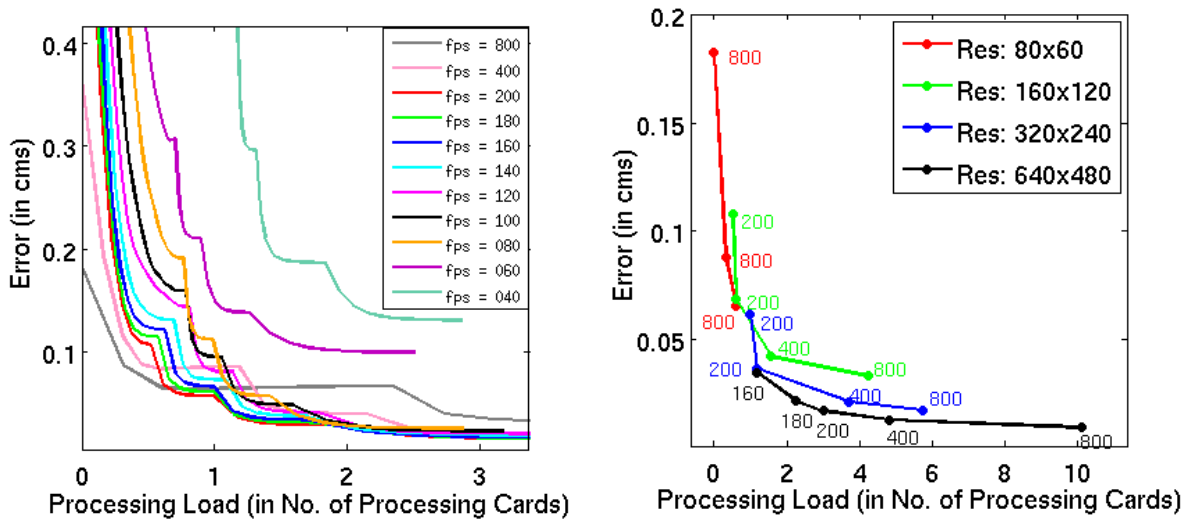 0.4
0.3
0.2
0.1
Error (in cms)
fps = 800
fps = 400
fps = 200
fps = 180
fps = 160
fps = 140
fps = 120
fps = 100
fps = 080
fps = 060
fps = 040
0 1 2 3
Processing Load (in No. of Processing Cards)
0.2
0.15
0.1
0.05
Error (in cms)
Res: 80x60
Res: 160x120
Res: 320x240
Res: 640x480
800
200
800
200
800
200
400
800
200
160
400
800
180
200
400
800
0 2 4 6 8 10
Processing Load (in No. of Processing Cards)